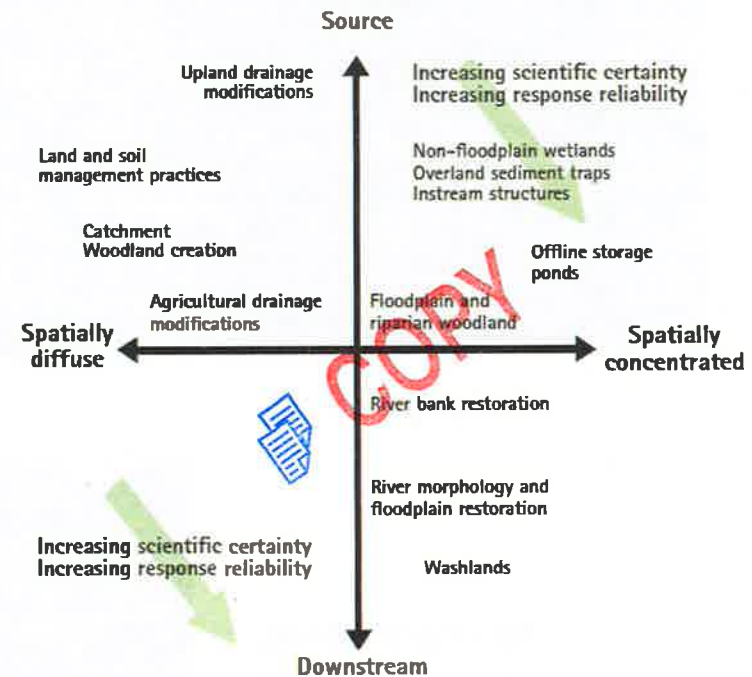 Source
Upland drainage
modifications
Increasing scientific certainty
Increasing response reliability
Land and soil
management practices
Non-floodplain wetlands
Overland sediment traps
Instream structures
Catchment
Woodland creation
Offline storage
ponds
Agricultural drainage
modifications
Floodplain and
riparian woodland
Spatially
diffuse
Spatially
concentrated
COPY
River bank restoration
River morphology and
floodplain restoration
Increasing scientific certainty
Increasing response reliability
Washlands
Downstream